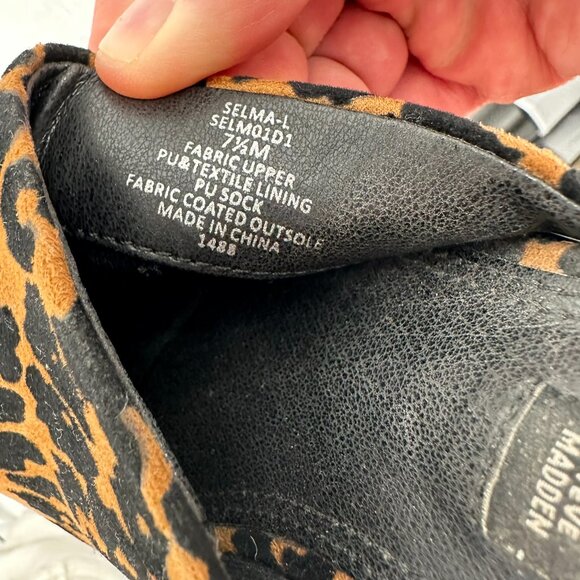 SELMA-L
SELM01D1
7½M
FABRIC UPPER
PU&TEXTILE LINING
PU SOCK
FABRIC COATED OUTSOLE
MADE IN CHINA
1488
EVE
MADDEN